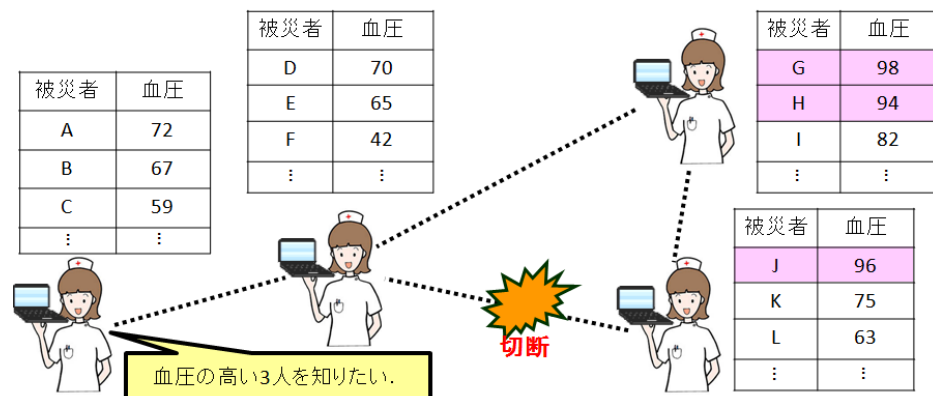 被災者 血圧
A 72
B 67
C 59
⋮ ⋮
被災者 血圧
D 70
E 65
F 42
⋮ ⋮
被災者 血圧
G 98
H 94
I 82
⋮ ⋮
被災者 血圧
J 96
K 75
L 63
⋮ ⋮
切断
血圧の高い3人を知りたい.